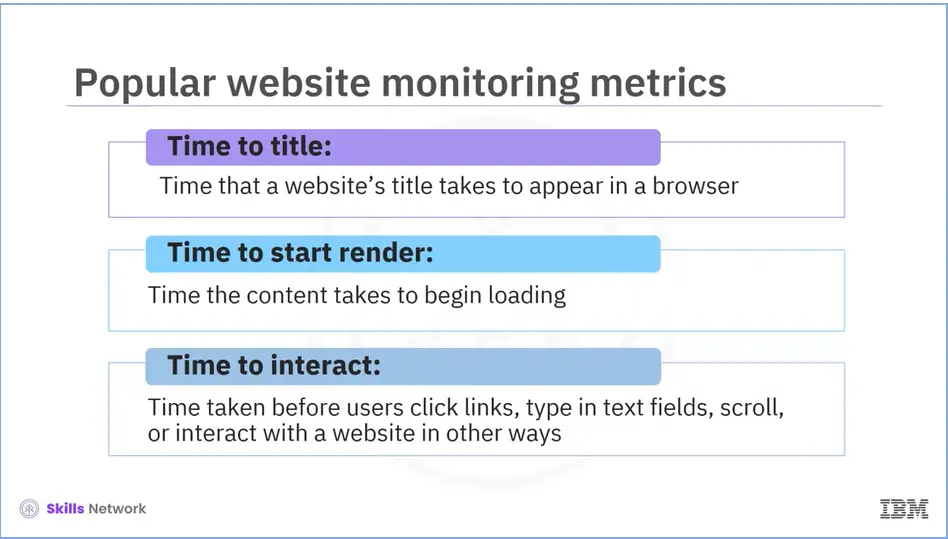 Popular website monitoring metrics
Time to title:
Time that a website’s title takes to appear in a browser
Time to start render:
Time the content takes to begin loading
Time to interact:
Time taken before users click links, type in text fields, scroll,
or interact with a website in other ways
Skills Network
IBM